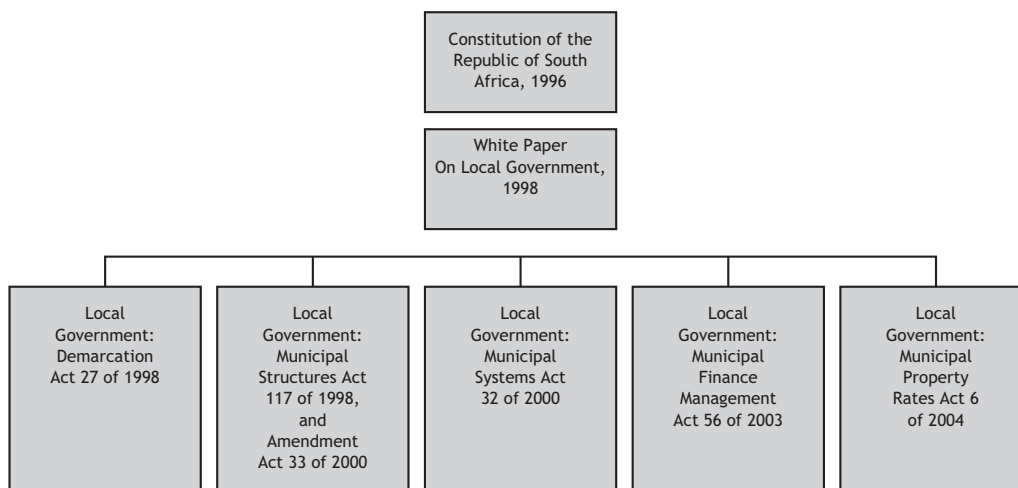 Constitution of the
Republic of South
Africa, 1996
White Paper
On Local Government,
1998
Local
Government:
Demarcation
Act 27 of 1998
Local
Government:
Municipal
Structures Act
117 of 1998,
and
Amendment
Act 33 of 2000
Local
Government:
Municipal
Systems Act
32 of 2000
Local
Government:
Municipal
Finance
Management
Act 56 of 2003
Local
Government:
Municipal
Property
Rates Act 6
of 2004